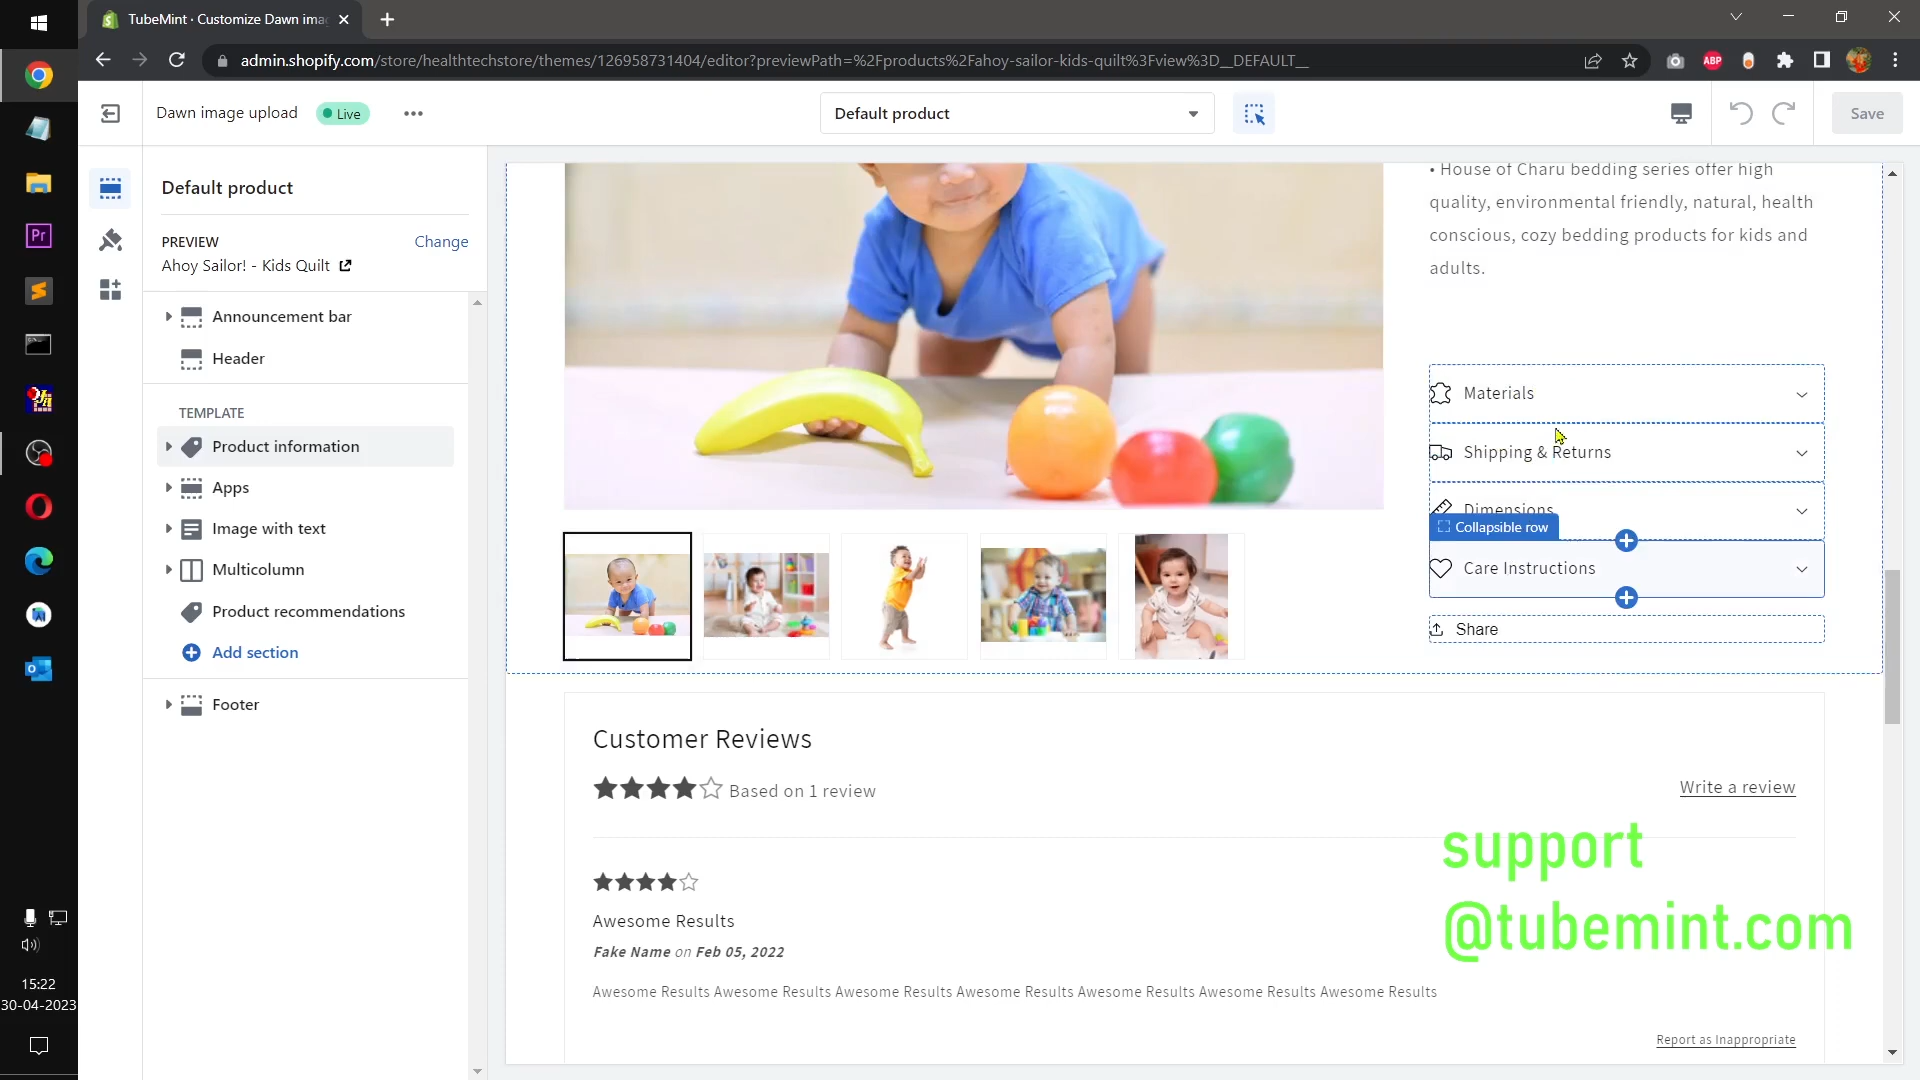 TubeMint · Customize Dawn ima
admin.shopify.com/store/healthtechstore/themes/126958731404/editor?previewPath=%2Fproducts%2Fahoy-sailor-kids-quilt%3Fview%3D__DEFAULT__
ABP
Dawn image upload
Live
Default product
Save
Default product
PREVIEW
Change
Ahoy Sailor! - Kids Quilt
Announcement bar
Header
TEMPLATE
Product information
Apps
Image with text
Multicolumn
Product recommendations
Add section
Footer
• House of Charu bedding series offer high
quality, environmental friendly, natural, health
conscious, cozy bedding products for kids and
adults.
Materials
Shipping & Returns
Dimensions
Collapsible row
Care Instructions
Share
Customer Reviews
Based on 1 review
Write a review
Awesome Results
Fake Name on Feb 05, 2022
Awesome Results Awesome Results Awesome Results Awesome Results Awesome Results Awesome Results Awesome Results
Report as Inappropriate
support
@tubemint.com
Pr
15:22
30-04-2023